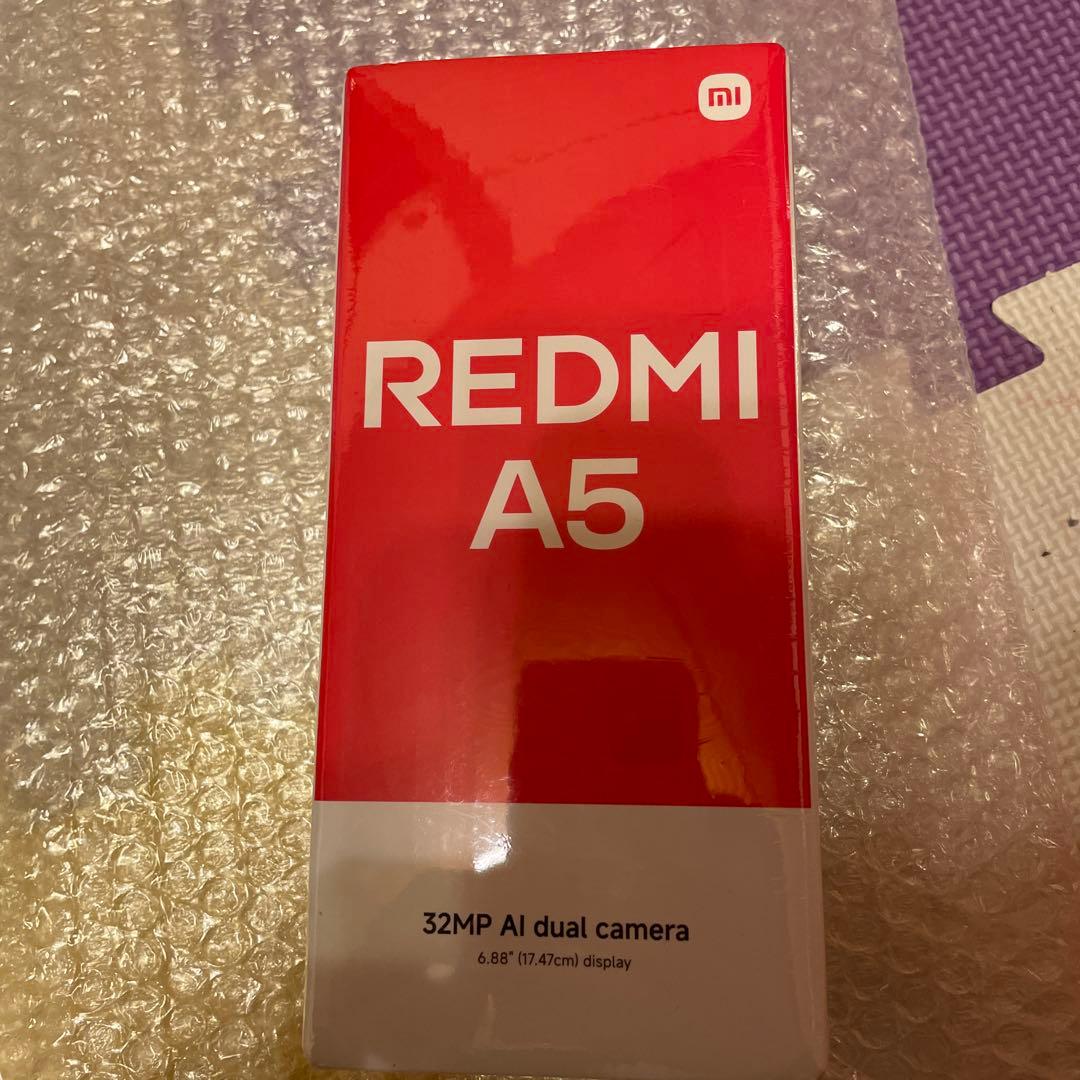 mi
REDMI
A5
32MP AI dual camera
6.88" (17.47cm) display